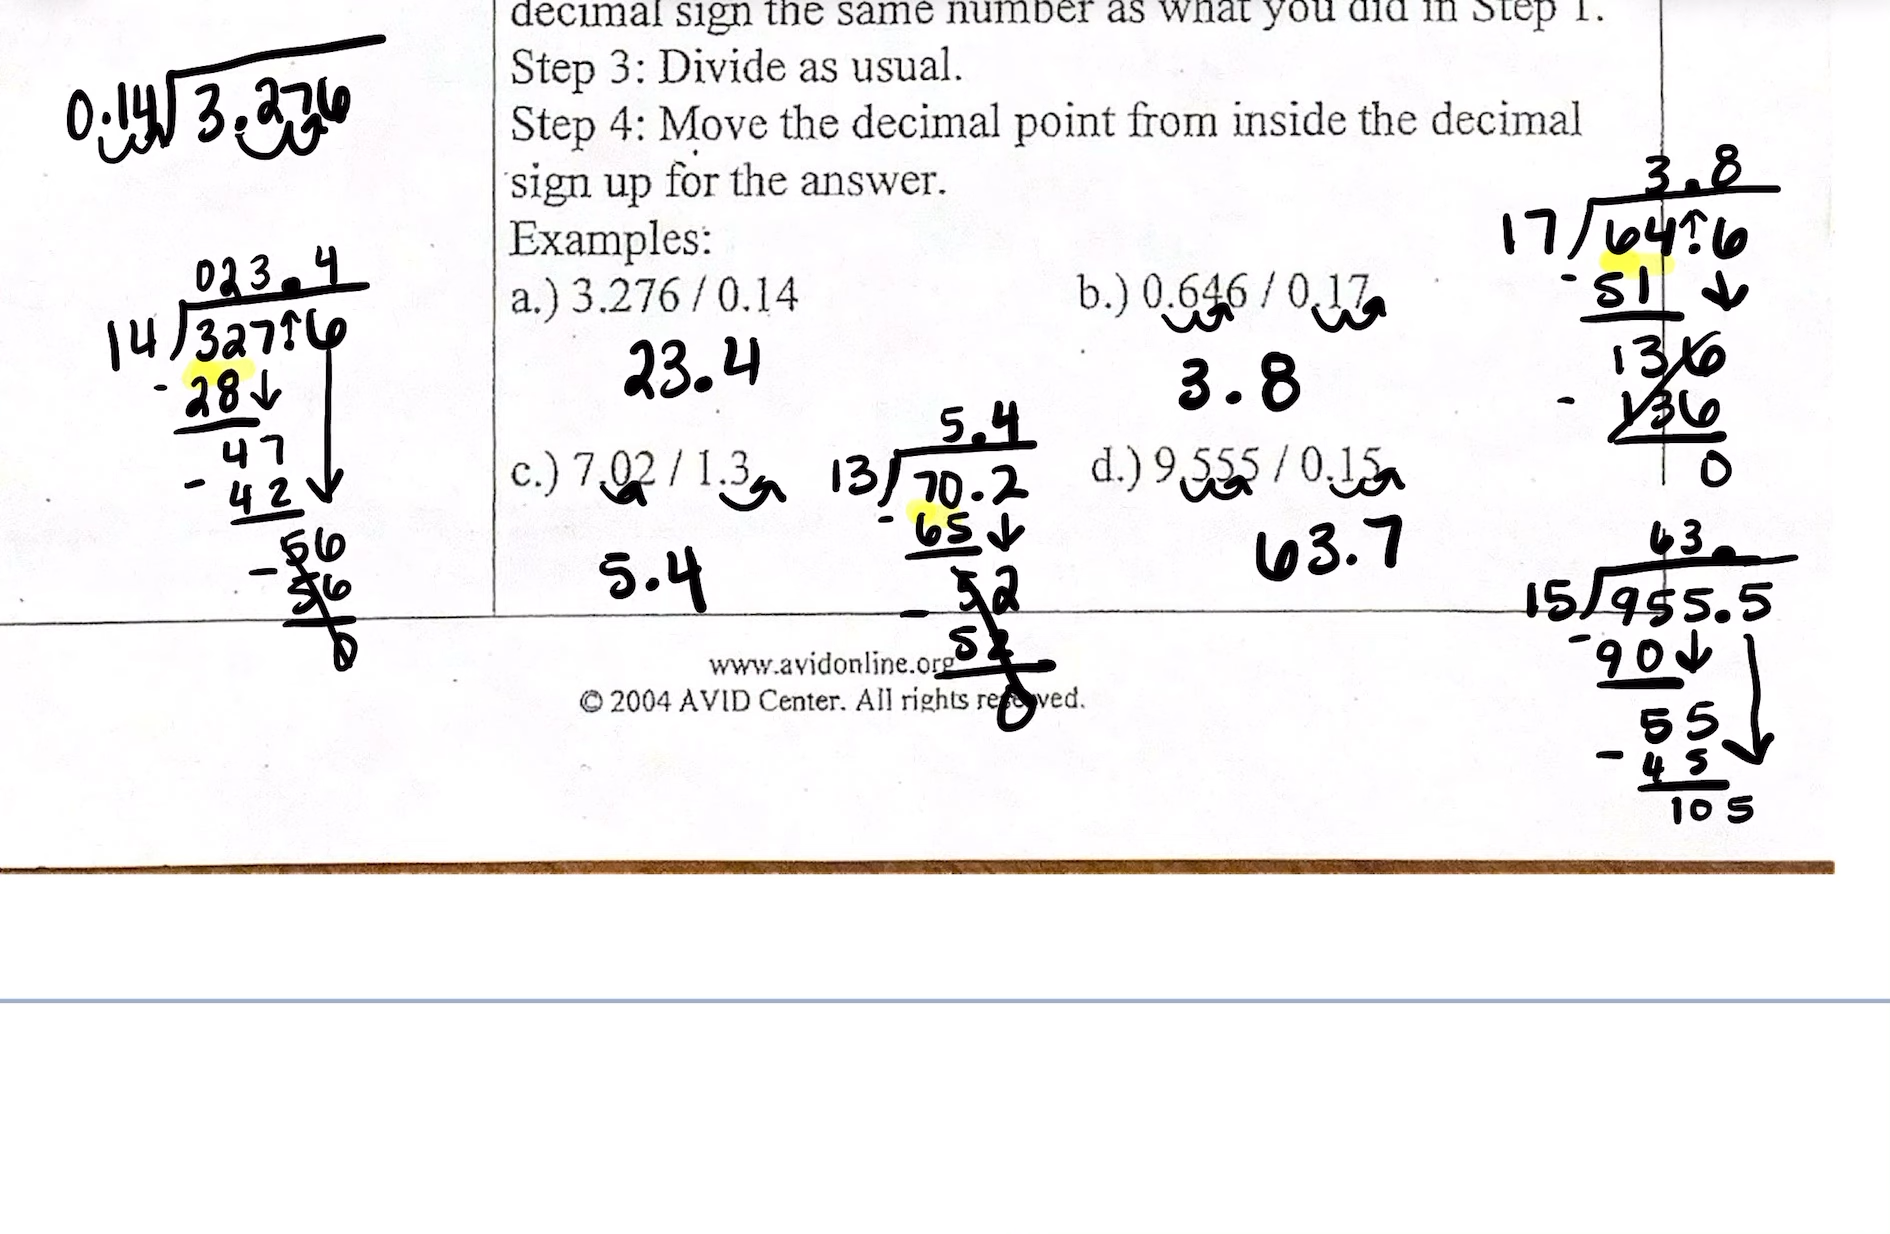 decimal sign the same number as what you did in Step 1.
Step 3: Divide as usual.
Step 4: Move the decimal point from inside the decimal
sign up for the answer.
Examples:
a.) 3.276 / 0.14
23.4
b.) 0.646 / 0.17
3.8
c.) 7.02 / 1.3
5.4
d.) 9.555 / 0.15
63.7
0.14 3.276
023.4
14 327.6
- 28
47
- 42
56
- 56
0
5.4
13 70.2
- 65
52
- 52
0
3.8
17 64.6
- 51
136
- 136
0
63.
15 955.5
- 90
55
- 45
105
www.avidonline.org
© 2004 AVID Center. All rights reserved.